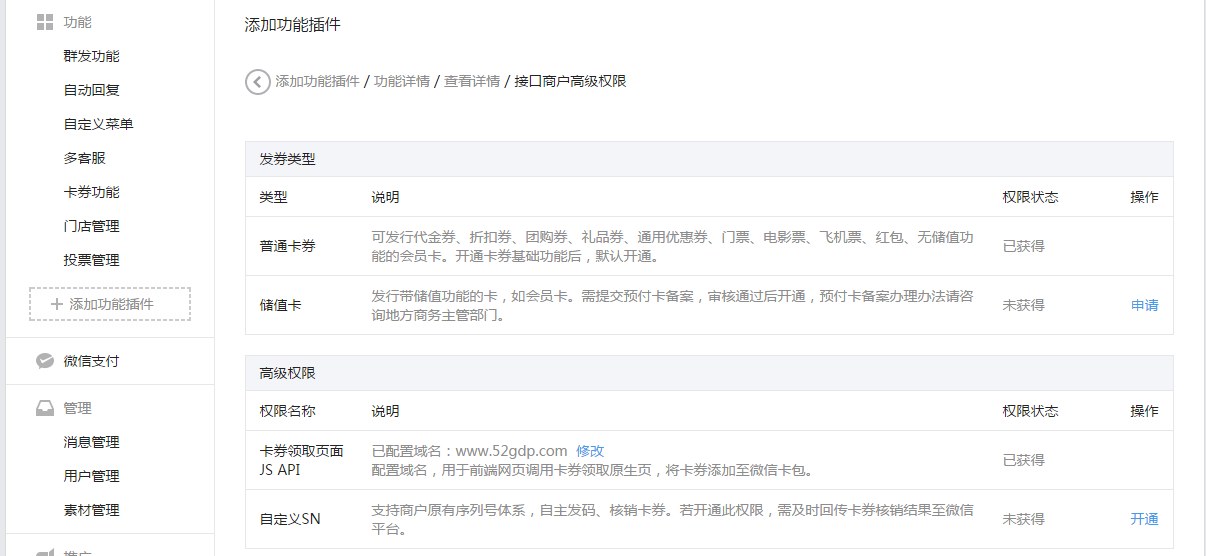 功能
群发功能
自动回复
自定义菜单
多客服
卡券功能
门店管理
投票管理
添加功能插件
微信支付
管理
消息管理
用户管理
素材管理
推广
添加功能插件
添加功能插件 / 功能详情 / 查看详情 / 接口商户高级权限
发券类型
类型 说明 权限状态 操作
普通卡券 可发行代金券、折扣券、团购券、礼品券、通用优惠券、门票、电影票、飞机票、红包、无储值功 已获得
能的会员卡。开通卡券基础功能后，默认开通。
储值卡 发行带储值功能的卡，如会员卡。需提交预付卡备案，审核通过后开通，预付卡备案办理办法请咨 未获得 申请
询地方商务主管部门。
高级权限
权限名称 说明 权限状态 操作
卡券领取页面 已配置域名：www.52gdp.com 修改 已获得
JS API 配置域名，用于前端网页调用卡券领取原生页，将卡券添加至微信卡包。
自定义SN 支持商户原有序列号体系，自主发码、核销卡券。若开通此权限，需及时回传卡券核销结果至微信 未获得 开通
平台。